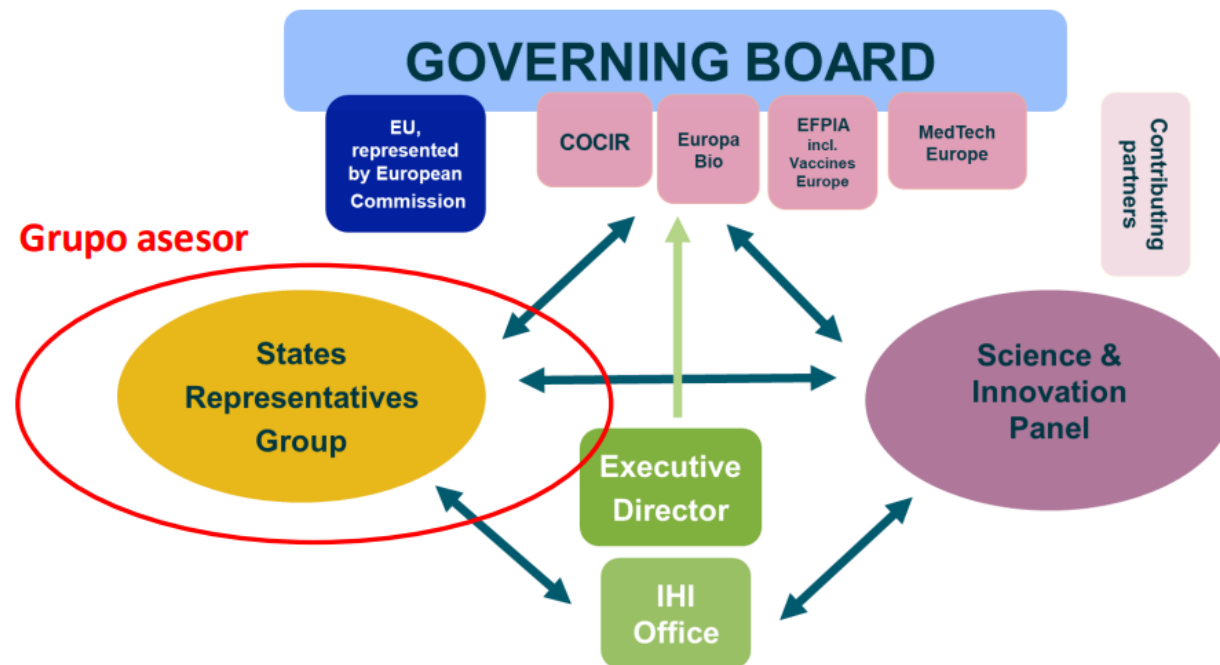 GOVERNING BOARD
EU,
represented
by European
Commission
COCIR
Europa
Bio
EFPIA
incl.
Vaccines
Europe
MedTech
Europe
Contributing
partners
Grupo asesor
States
Representatives
Group
Science &
Innovation
Panel
Executive
Director
IHI
Office